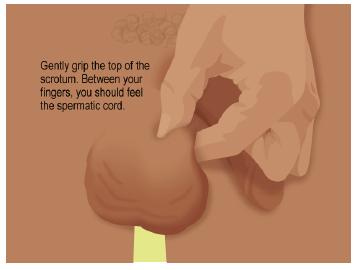 Gently grip the top of the
scrotum. Between your
fingers, you should feel
the spermatic cord.